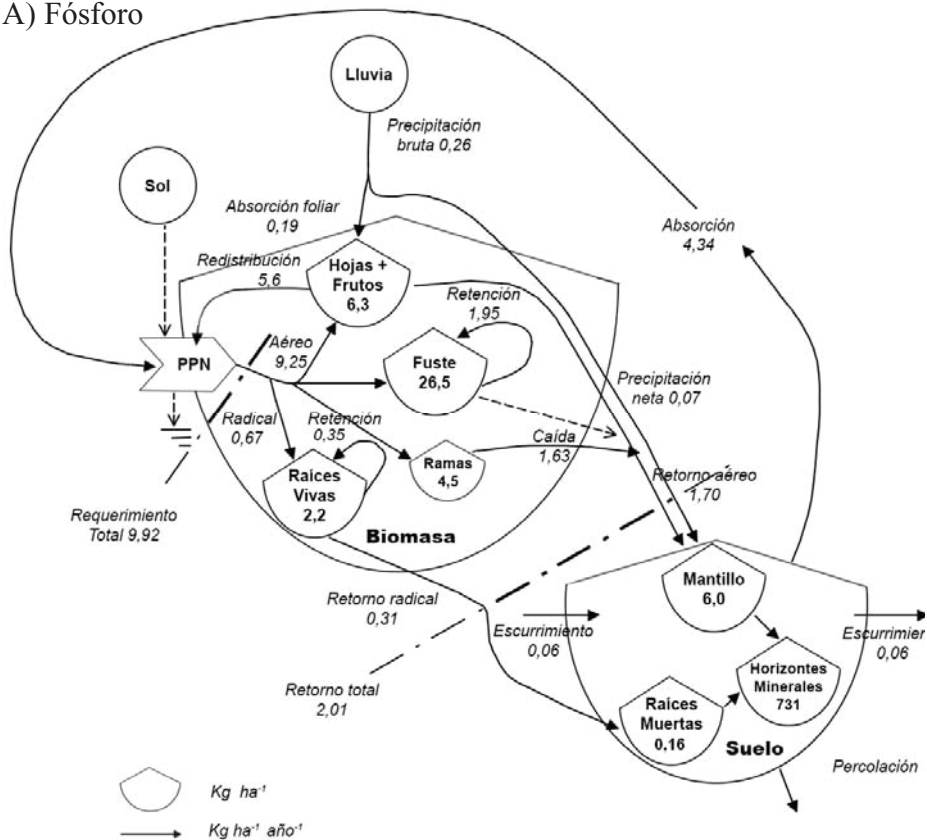 A) Fósforo
Lluvia
Precipitación
bruta 0,26
Sol
Absorción foliar
0,19
Absorción
4,34
Redistribución
5,6
Hojas +
Frutos
6,3
Retención
1,95
Aéreo
9,25
PPN
Fuste
26,5
Precipitación
neta 0,07
Radical
0,67
Retención
0,35
Caída
1,63
Raíces
Vivas
2,2
Ramas
4,5
Retorno aéreo
1,70
Requerimiento
Total 9,92
Biomasa
Mantillo
6,0
Retorno radical
0,31
Escurrimiento
0,06
Escurrimien
0,06
Horizontes
Minerales
731
Retorno total
2,01
Raíces
Muertas
0,16
Suelo
Percolación
Kg ha⁻¹
Kg ha⁻¹ año⁻¹